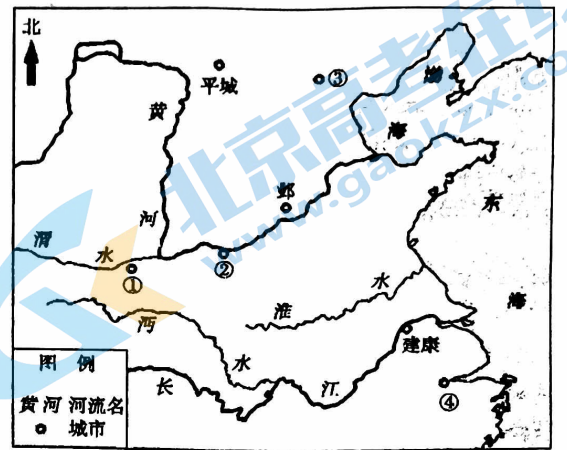 北
平城
③
渤
黄
海
邺
东
河
渭
水
①
②
淮
水
海
沔
建康
水
图 例
长
江
④
黄河 河流名
城市
北京高考在线
www.gaokzx.com